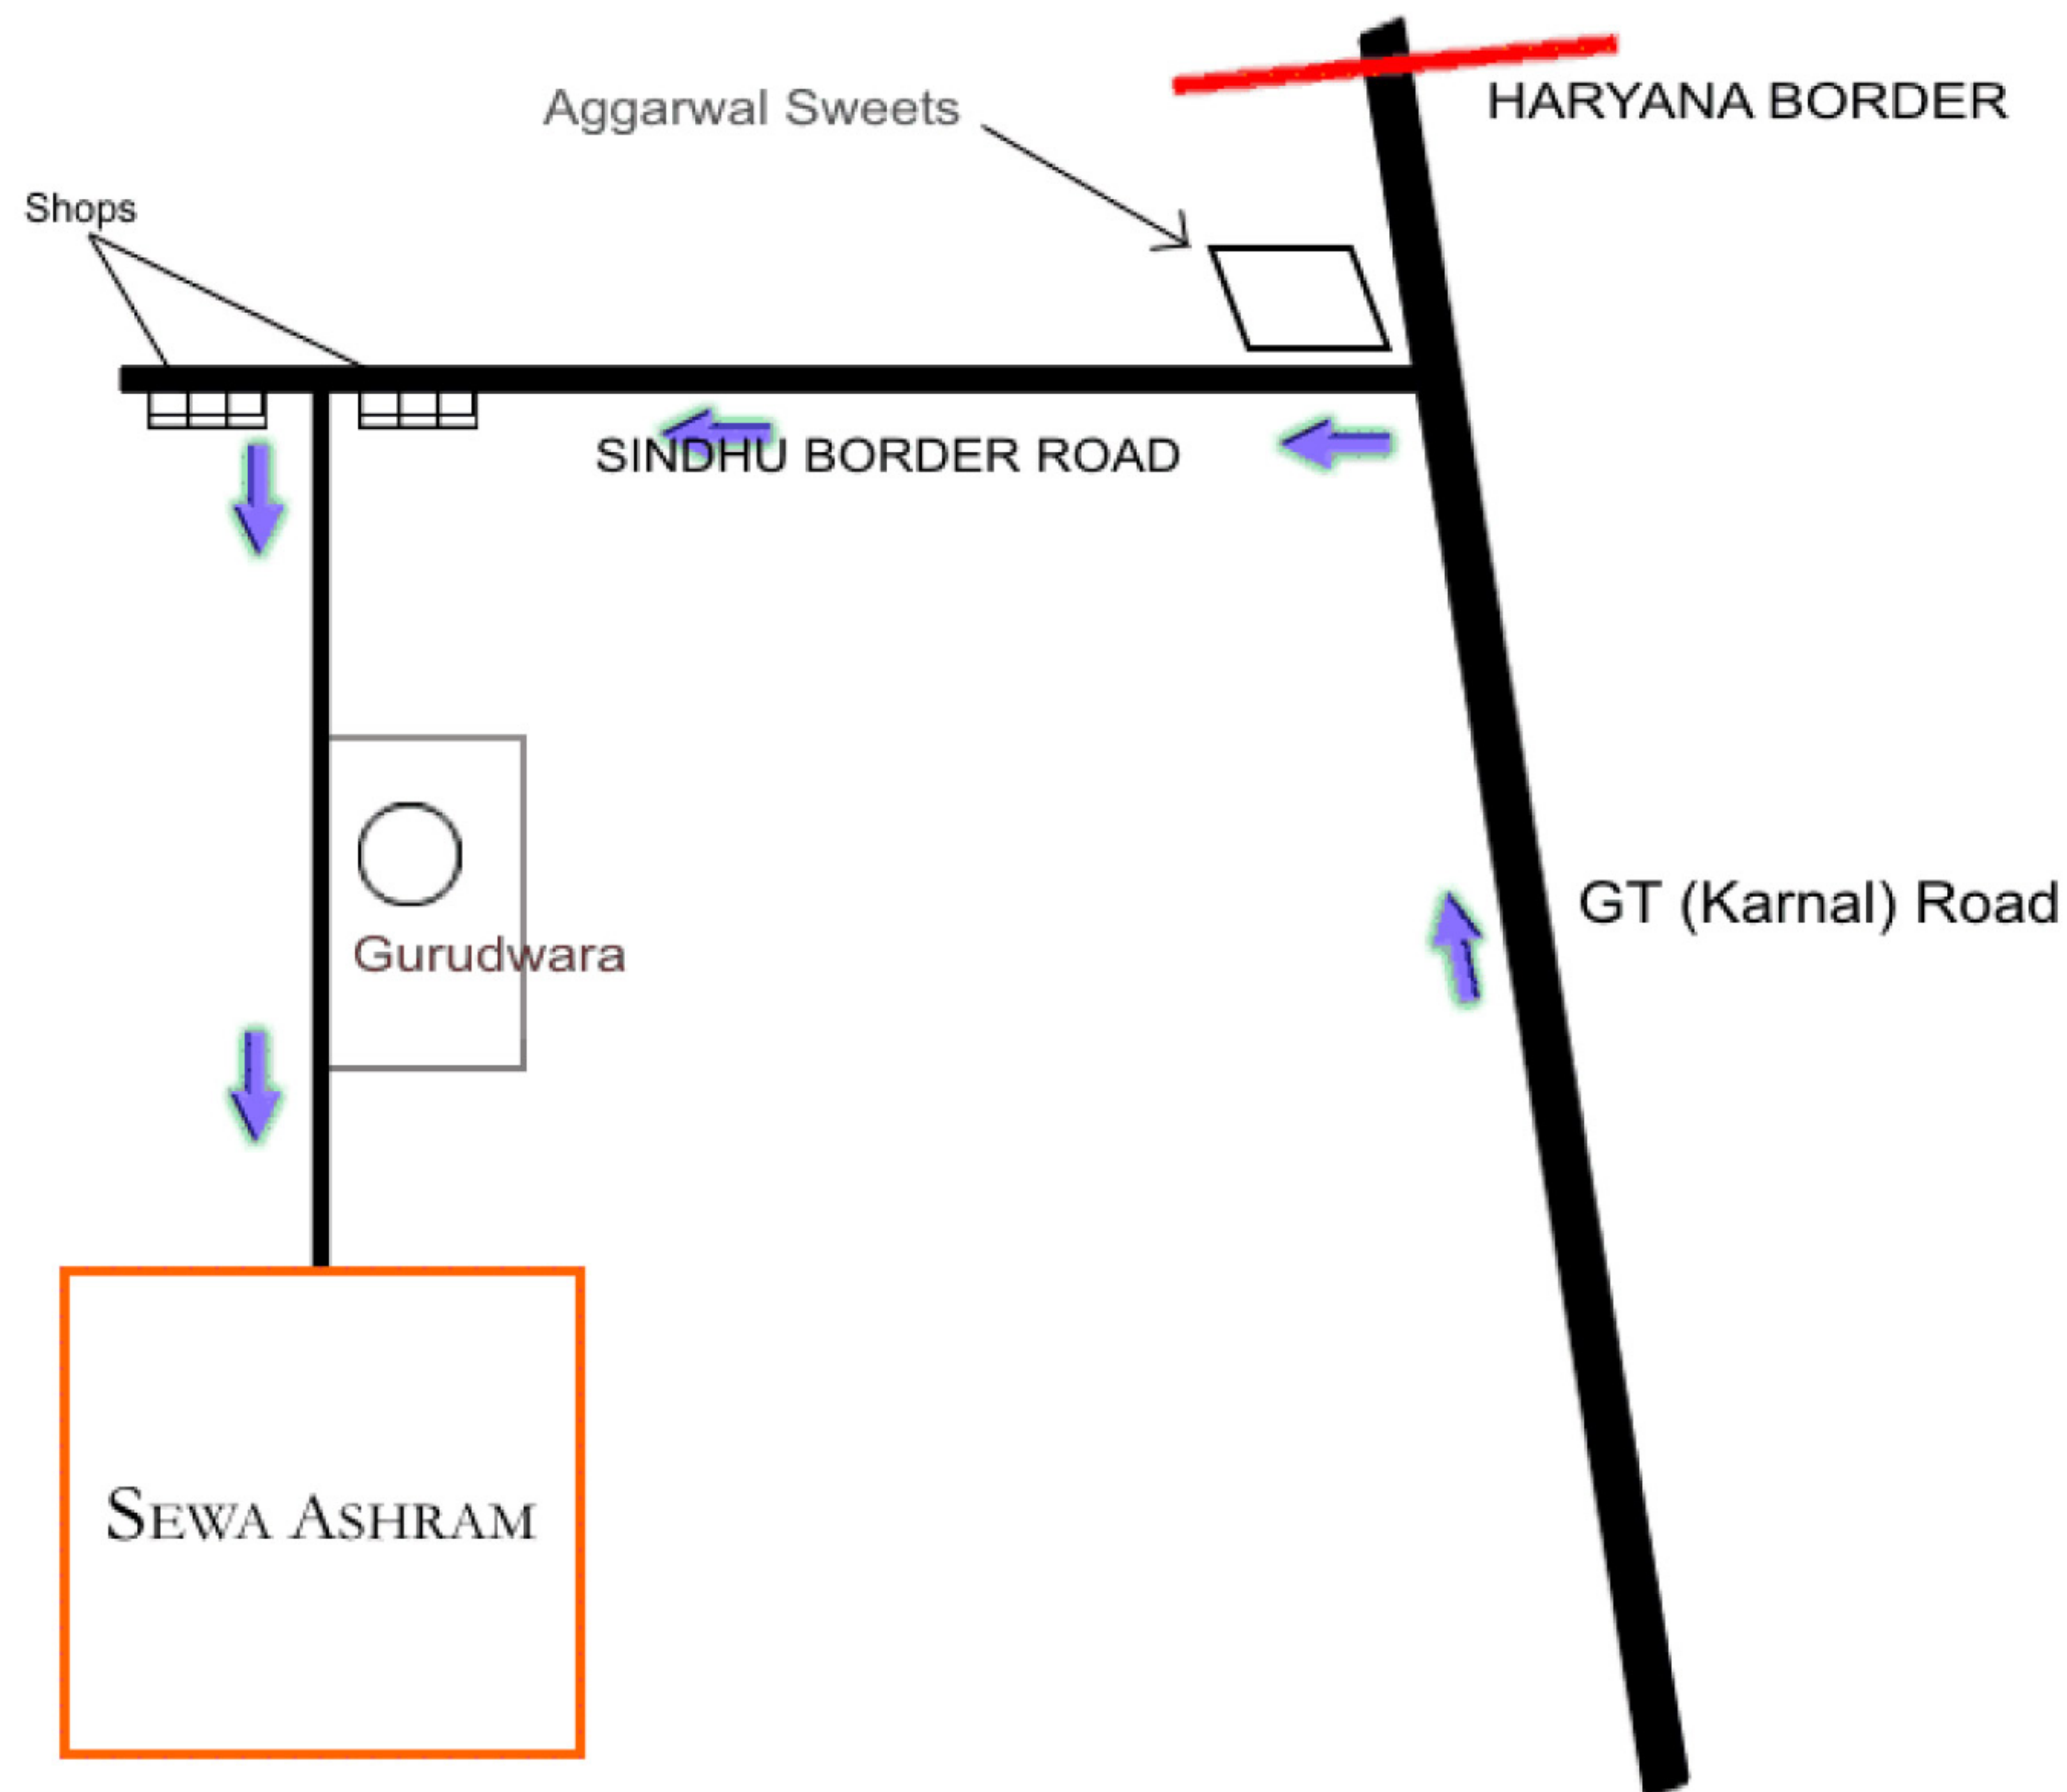 HARYANA BORDER
Aggarwal Sweets
Shops
SINDHU BORDER ROAD
GT (Karnal) Road
Gurudwara
SEWA ASHRAM